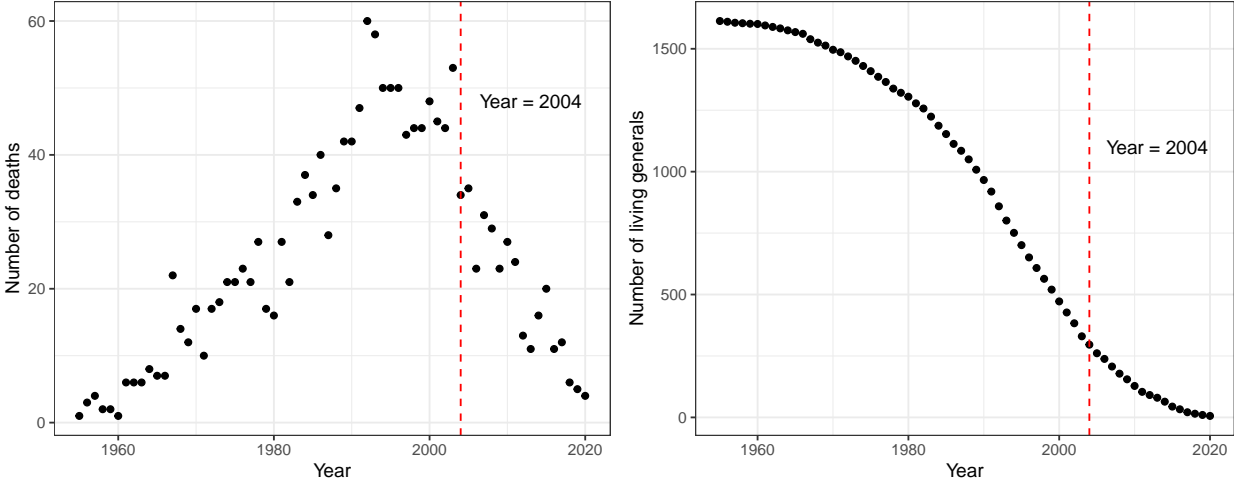 60
40
20
0
Number of deaths
Year = 2004
1960
1980
2000
2020
Year
1500
1000
500
0
Number of living generals
Year = 2004
1960
1980
2000
2020
Year